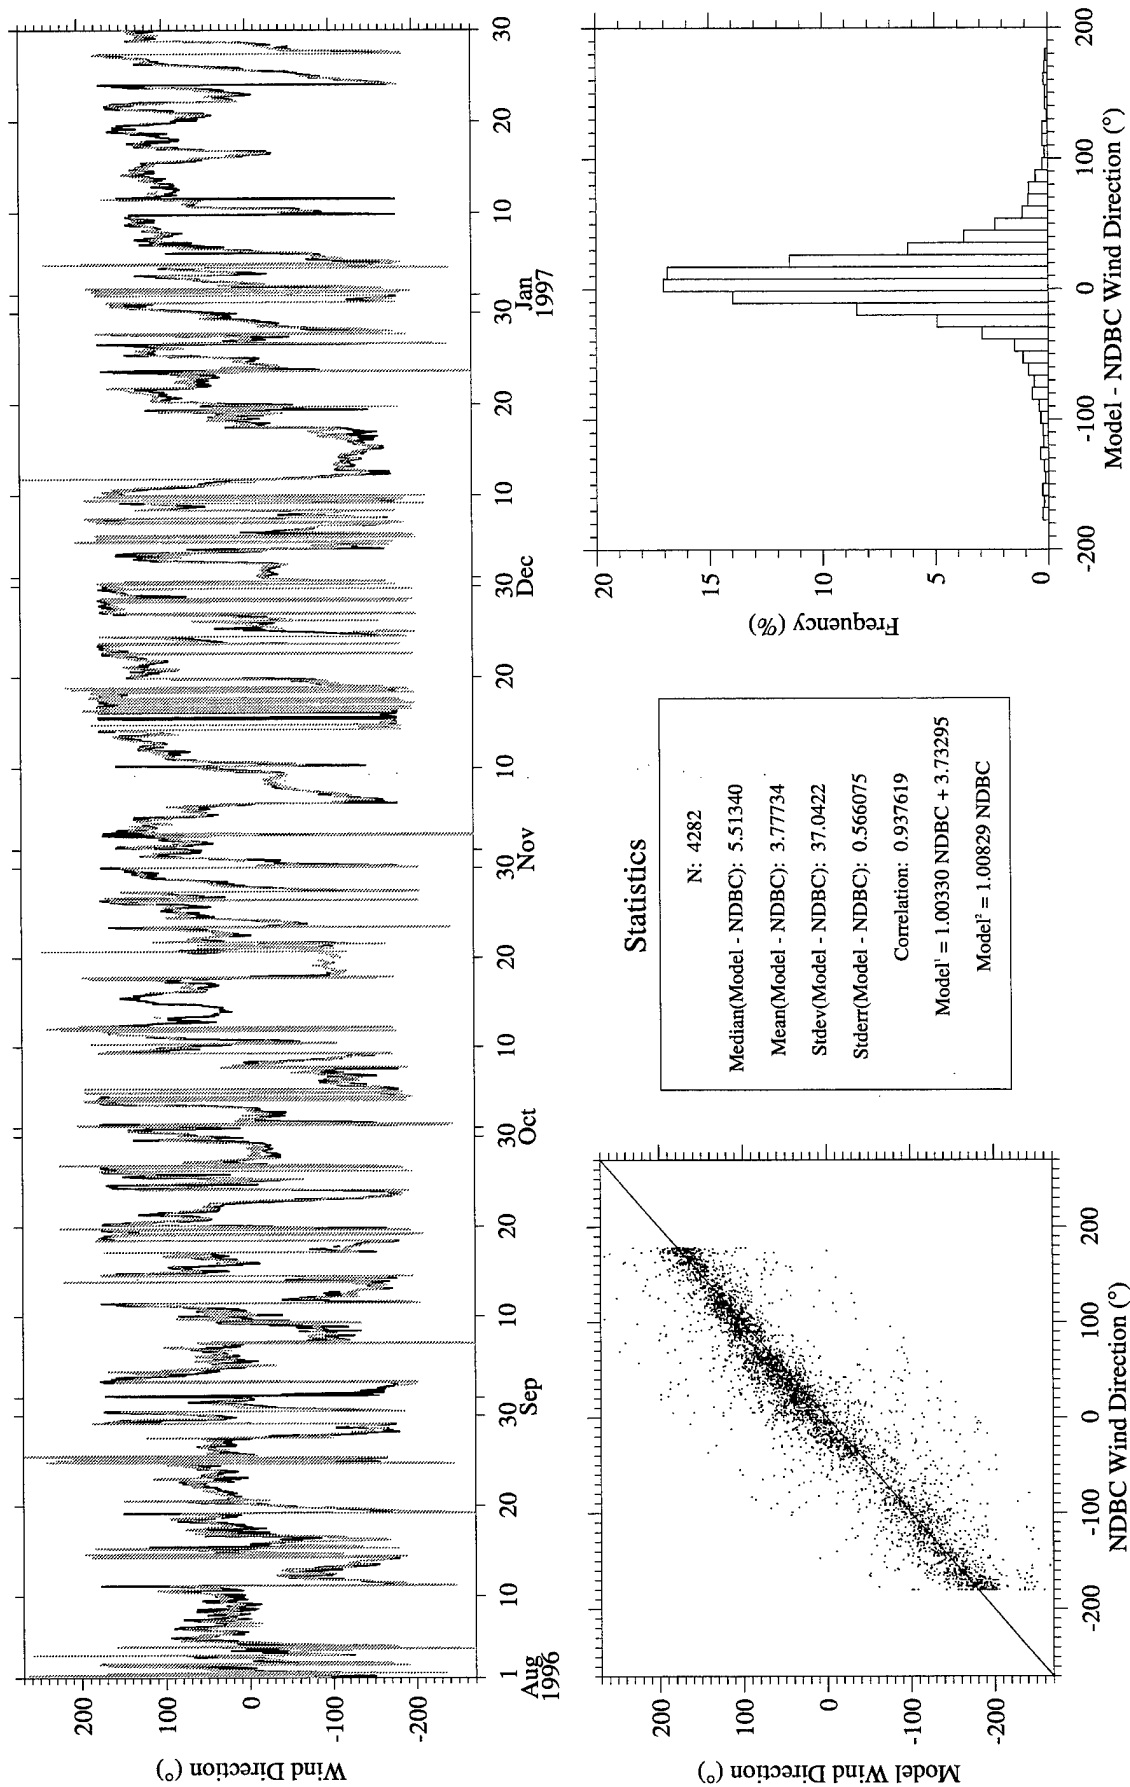 Wind Direction (°)
200
100
0
-100
-200
1
10
20
30
10
20
30
10
20
30
10
20
30
10
20
30
10
20
30
Aug
1996
Sep
Oct
Nov
Dec
Jan
1997
Model Wind Direction (°)
200
100
0
-100
-200
-200
-100
0
100
200
NDBC Wind Direction (°)
Statistics
N: 4282
Median(Model - NDBC): 5.51340
Mean(Model - NDBC): 3.77734
Stdev(Model - NDBC): 37.0422
Stderr(Model - NDBC): 0.566075
Correlation: 0.937619
Model¹ = 1.00330 NDBC + 3.73295
Model² = 1.00829 NDBC
Frequency (%)
20
15
10
5
0
-200
-100
0
100
200
Model - NDBC Wind Direction (°)